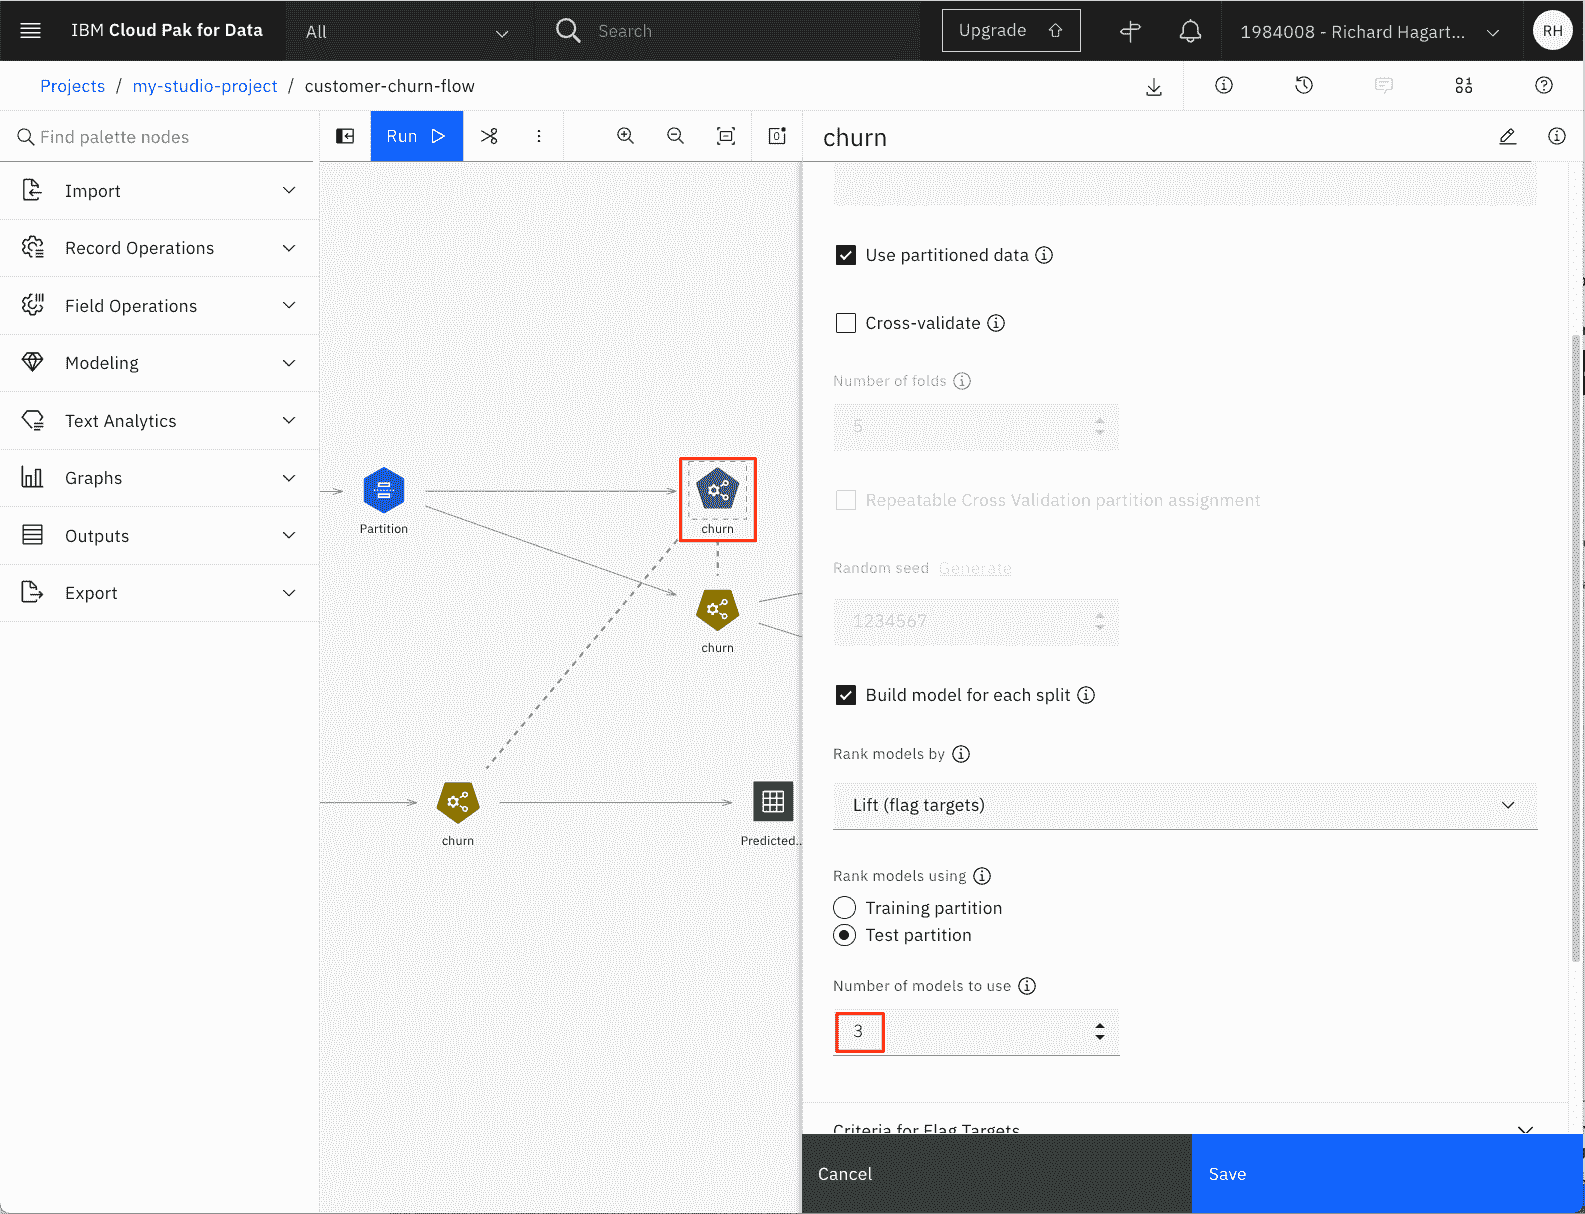 IBM Cloud Pak for Data
All
Search
Upgrade
1984008 - Richard Hagart...
RH
Projects / my-studio-project / customer-churn-flow
Find palette nodes
Run
churn
Import
Record Operations
Field Operations
Modeling
Text Analytics
Graphs
Outputs
Export
Partition
churn
churn
churn
Predicted...
Use partitioned data
Cross-validate
Number of folds
5
Repeatable Cross Validation partition assignment
Random seed Generate
1234567
Build model for each split
Rank models by
Lift (flag targets)
Rank models using
Training partition
Test partition
Number of models to use
3
Criteria for Flag Targets
Cancel
Save